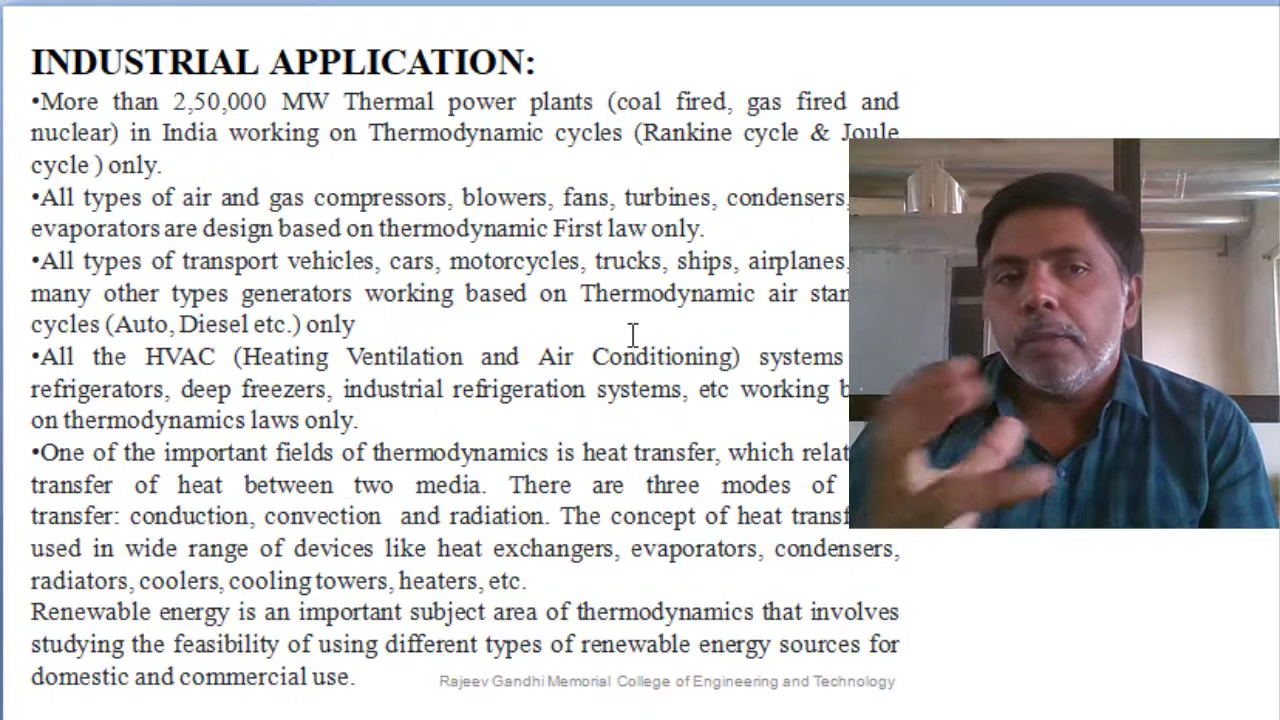 INDUSTRIAL APPLICATION:
•More than 2,50,000 MW Thermal power plants (coal fired, gas fired and
nuclear) in India working on Thermodynamic cycles (Rankine cycle & Joule
cycle ) only.
•All types of air and gas compressors, blowers, fans, turbines, condensers,
evaporators are design based on thermodynamic First law only.
•All types of transport vehicles, cars, motorcycles, trucks, ships, airplanes,
many other types generators working based on Thermodynamic air
cycles (Auto, Diesel etc.) only
•All the HVAC (Heating Ventilation and Air Conditioning) systems
refrigerators, deep freezers, industrial refrigeration systems, etc working
on thermodynamics laws only.
•One of the important fields of thermodynamics is heat transfer, which
transfer of heat between two media. There are three modes of
transfer: conduction, convection and radiation. The concept of heat
used in wide range of devices like heat exchangers, evaporators, condensers,
radiators, coolers, cooling towers, heaters, etc.
Renewable energy is an important subject area of thermodynamics that involves
studying the feasibility of using different types of renewable energy sources for
domestic and commercial use.
Rajeev Gandhi Memorial College of Engineering and Technology